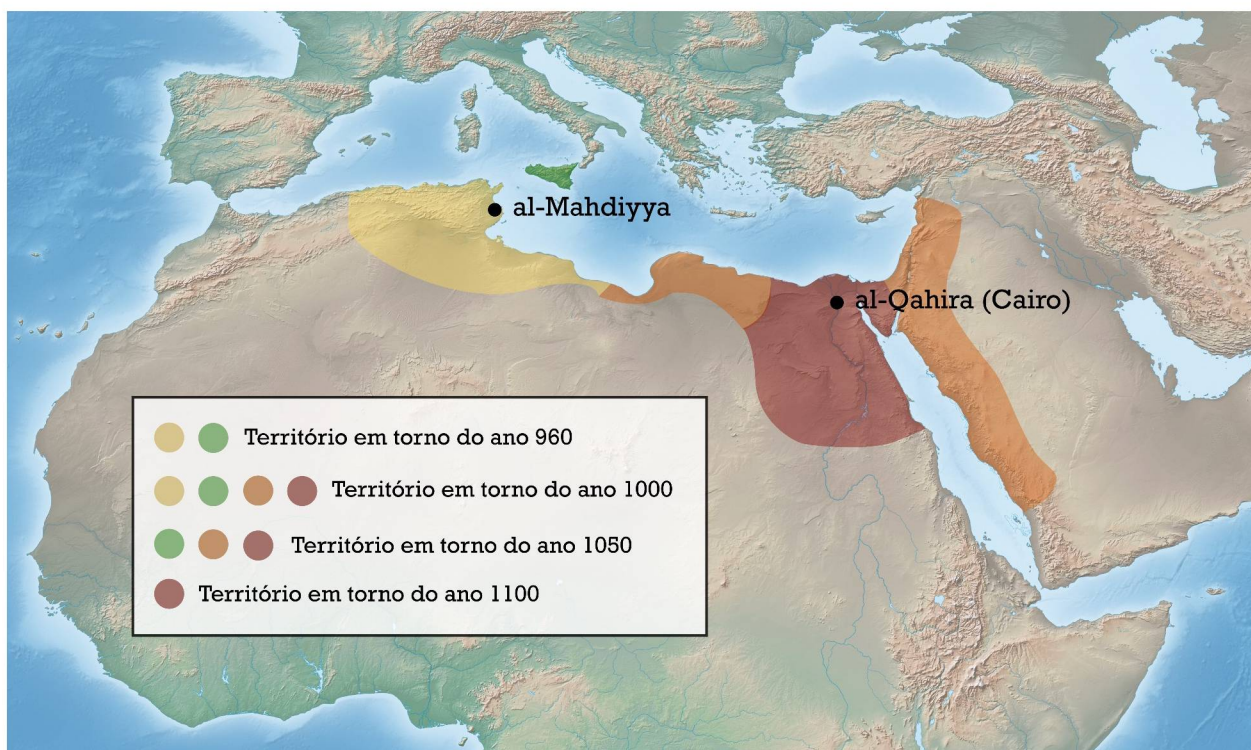 al-Mahdiyya
al-Qahira (Cairo)
Território em torno do ano 960
Território em torno do ano 1000
Território em torno do ano 1050
Território em torno do ano 1100